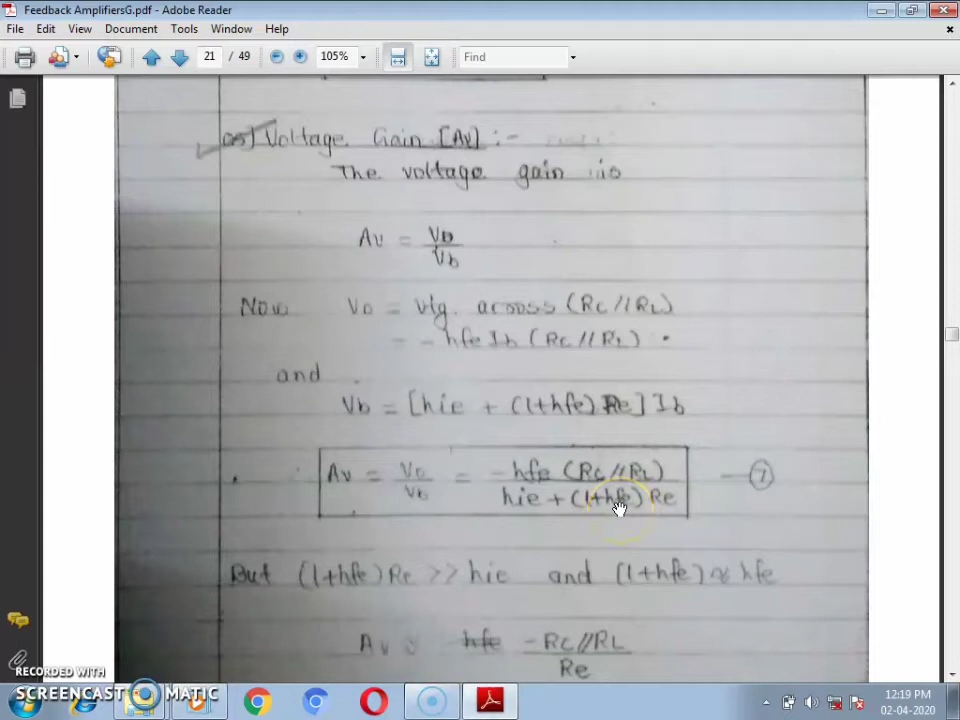 Feedback AmplifiersG.pdf - Adobe Reader
File Edit View Document Tools Window Help
21 / 49 105% Find
Voltage Gain [Av] :-
The voltage gain is
Av = Vo
Vb
Now Vo = vtg. across (Rc // RL)
= - hfe Ib (Rc // RL)
and
Vb = [hie + (1+hfe) Re] Ib
Av = Vo = -hfe (Rc // RL) — 7
Vb hie + (1+hfe) Re
But (1+hfe) Re >> hie and (1+hfe) ≈ hfe
Av ≈ hfe -Rc // RL
Re
RECORDED WITH
SCREENCAST MATIC
12:19 PM
02-04-2020